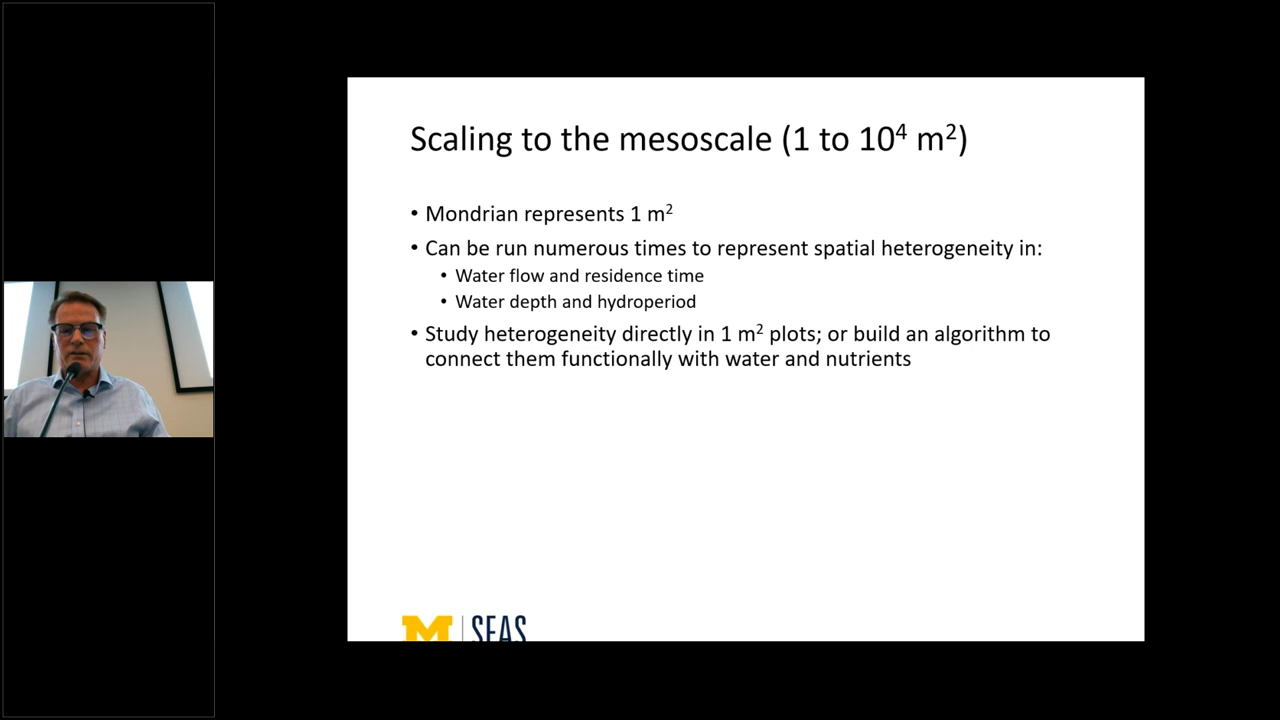 Scaling to the mesoscale (1 to 10⁴ m²)
• Mondrian represents 1 m²
• Can be run numerous times to represent spatial heterogeneity in:
• Water flow and residence time
• Water depth and hydroperiod
• Study heterogeneity directly in 1 m² plots; or build an algorithm to
connect them functionally with water and nutrients
M | SEAS